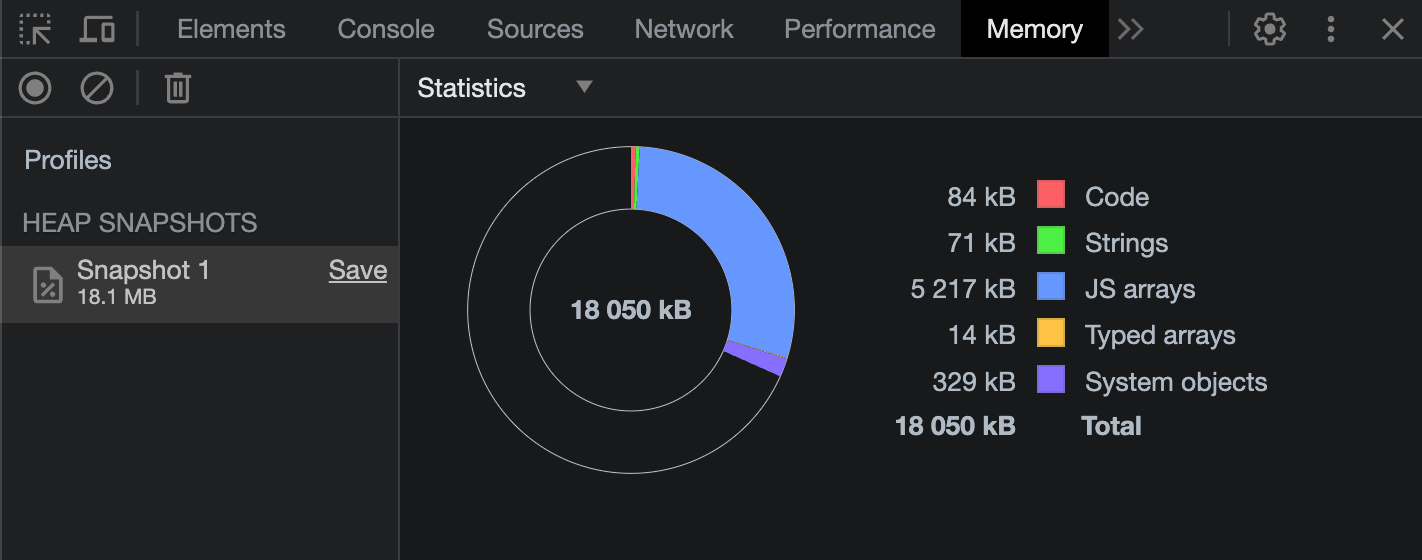 Elements Console Sources Network Performance Memory
Statistics
Profiles
HEAP SNAPSHOTS
Snapshot 1 Save
18.1 MB
18 050 kB
84 kB Code
71 kB Strings
5 217 kB JS arrays
14 kB Typed arrays
329 kB System objects
18 050 kB Total